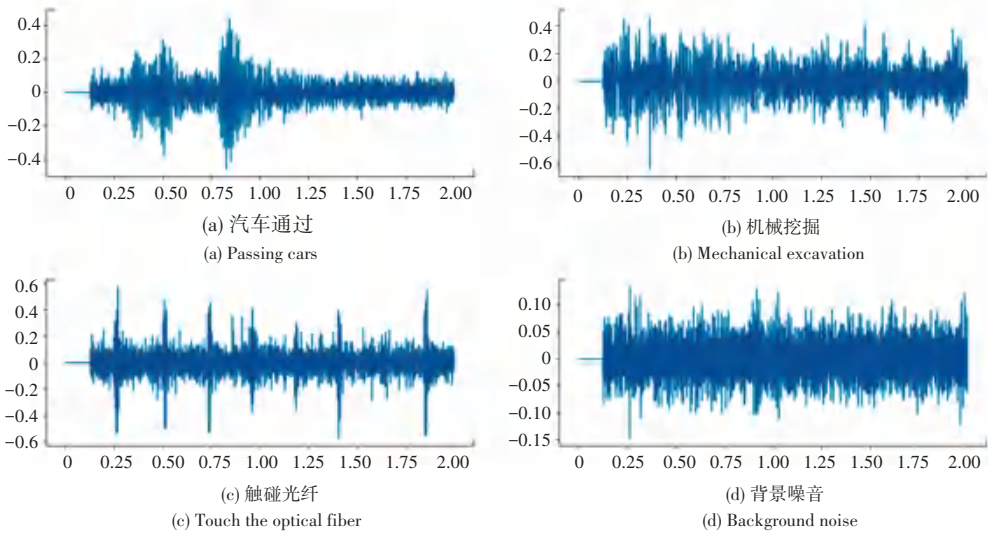 0.4
0.2
0
−0.2
−0.4
0 0.25 0.50 0.75 1.00 1.25 1.50 1.75 2.00
(a) 汽车通过
(a) Passing cars
0.4
0.2
0
−0.2
−0.4
−0.6
0 0.25 0.50 0.75 1.00 1.25 1.50 1.75 2.00
(b) 机械挖掘
(b) Mechanical excavation
0.6
0.4
0.2
0
−0.2
−0.4
−0.6
0 0.25 0.50 0.75 1.00 1.25 1.50 1.75 2.00
(c) 触碰光纤
(c) Touch the optical fiber
0.10
0.05
0
−0.05
−0.10
−0.15
0 0.25 0.50 0.75 1.00 1.25 1.50 1.75 2.00
(d) 背景噪音
(d) Background noise